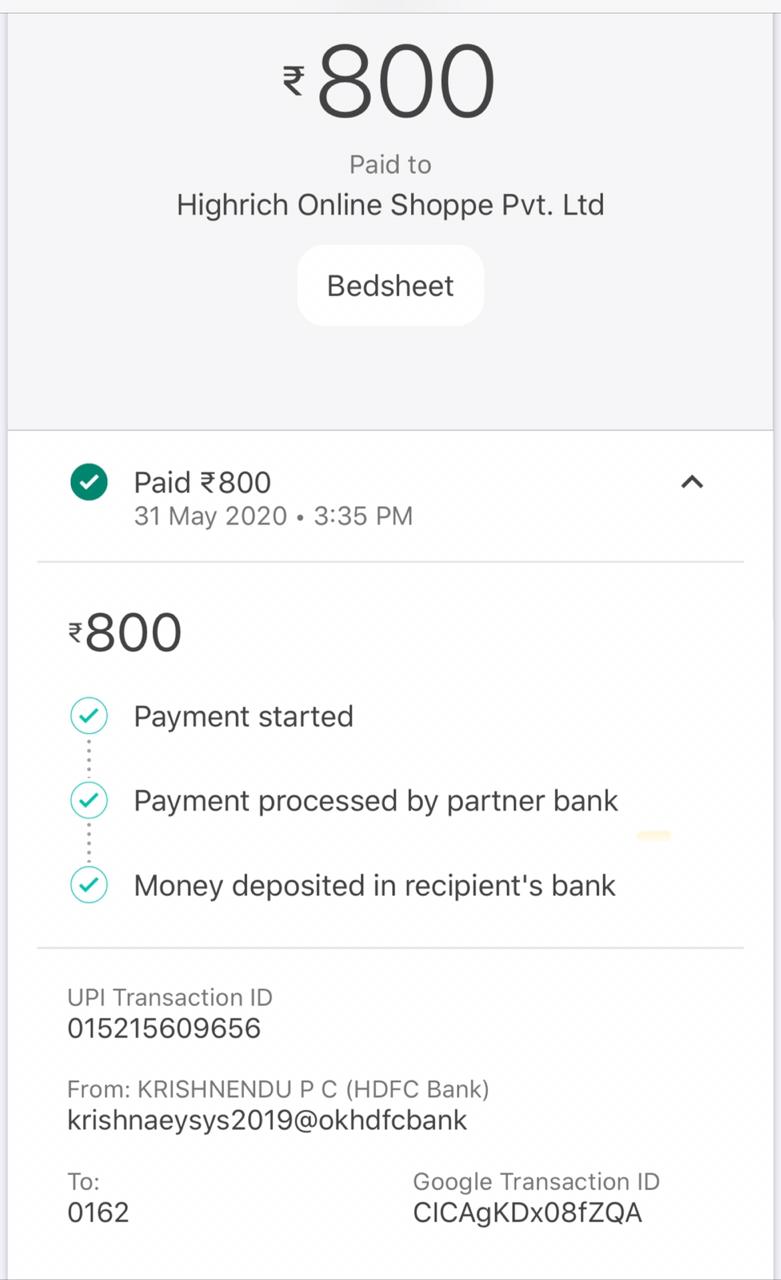 ₹800
Paid to
Highrich Online Shoppe Pvt. Ltd
Bedsheet
Paid ₹800
31 May 2020 • 3:35 PM
₹800
Payment started
Payment processed by partner bank
Money deposited in recipient's bank
UPI Transaction ID
015215609656
From: KRISHNENDU P C (HDFC Bank)
krishnaeysys2019@okhdfcbank
To:
0162
Google Transaction ID
CICAgKDx08fZQA